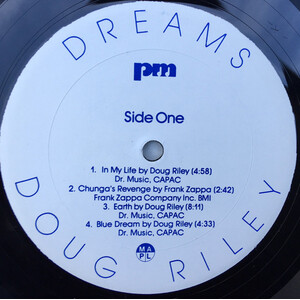 DREAMS
pm
Side One
1. In My Life by Doug Riley (4:58)
Dr. Music, CAPAC
2. Chunga's Revenge by Frank Zappa (2:42)
Frank Zappa Company Inc. BMI
3. Earth by Doug Riley (8:11)
Dr. Music, CAPAC
4. Blue Dream by Doug Riley (4:33)
Dr. Music, CAPAC
MA
PL
DOUG RILEY